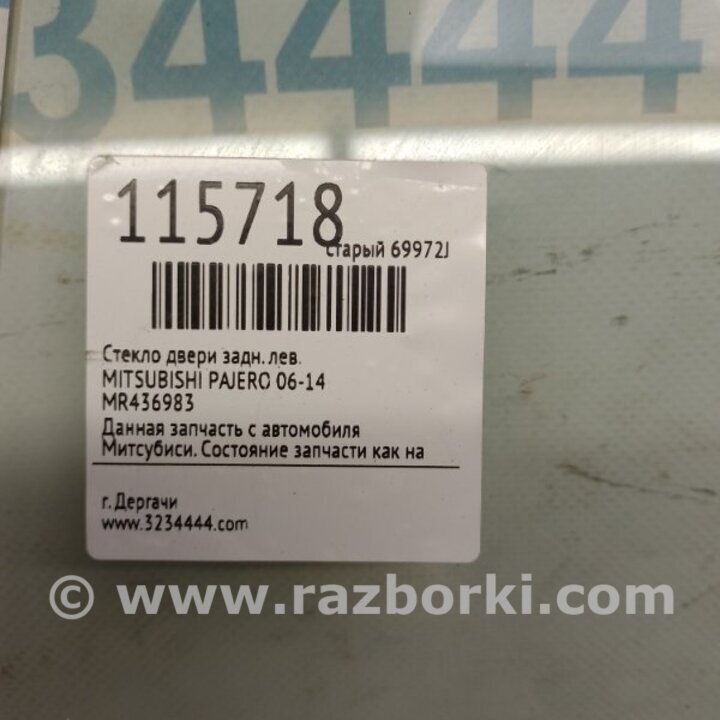 34444
115718
старый 69972J
Стекло двери задн. лев.
MITSUBISHI PAJERO 06-14
MR436983
Данная запчасть с автомобиля
Митсубиси. Состояние запчасти как на
г. Дергачи
www.3234444.com
© www.razborki.com